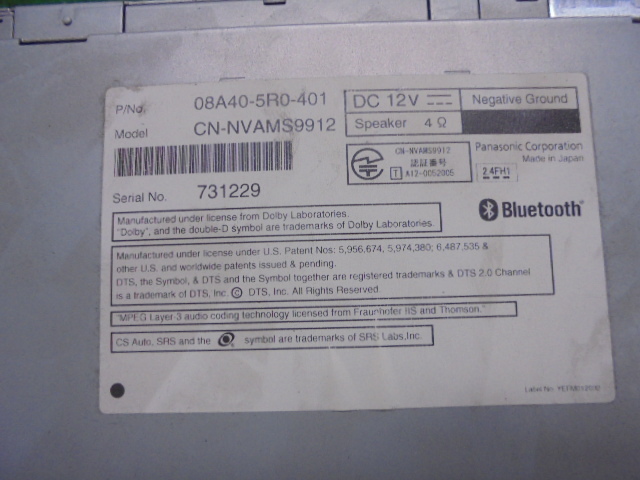 P/No. 08A40-5R0-401
DC 12V
Negative Ground
Model CN-NVAMS9912
Speaker 4 Ω
CN-NVAMS9912
認証番号
T A12-0052005
Panasonic Corporation
Made in Japan
2.4FH1
Serial No. 731229
Bluetooth®
Manufactured under license from Dolby Laboratories.
"Dolby", and the double-D symbol are trademarks of Dolby Laboratories.
Manufactured under license under U.S. Patent Nos: 5,956,674, 5,974,380; 6,487,535 &
other U.S. and worldwide patents issued & pending.
DTS, the Symbol, & DTS and the Symbol together are registered trademarks & DTS 2.0 Channel
is a trademark of DTS, Inc. © DTS, Inc. All Rights Reserved.
"MPEG Layer-3 audio coding technology licensed from Fraunhofer IIS and Thomson."
CS Auto, SRS and the symbol are trademarks of SRS Labs,Inc.
Label No.